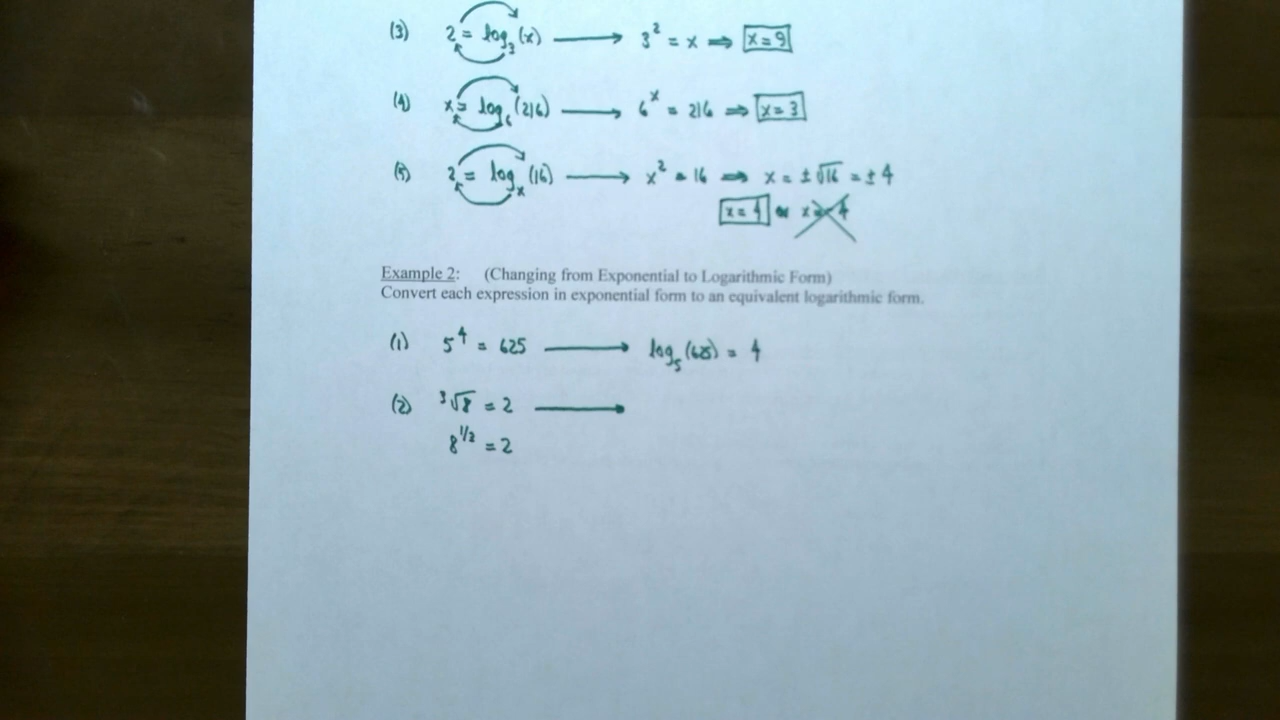 (3) 2 = log₃(x) ⟶ 3² = x ⟹ x = 9
(4) x = log₆(216) ⟶ 6ˣ = 216 ⟹ x = 3
(5) 2 = logₓ(16) ⟶ x² = 16 ⟹ x = ±√16 = ±4
x = 4 or x = -4
Example 2: (Changing from Exponential to Logarithmic Form)
Convert each expression in exponential form to an equivalent logarithmic form.
(1) 5⁴ = 625 ⟶ log₅(625) = 4
(2) ³√8 = 2 ⟶
8^1/2 = 2